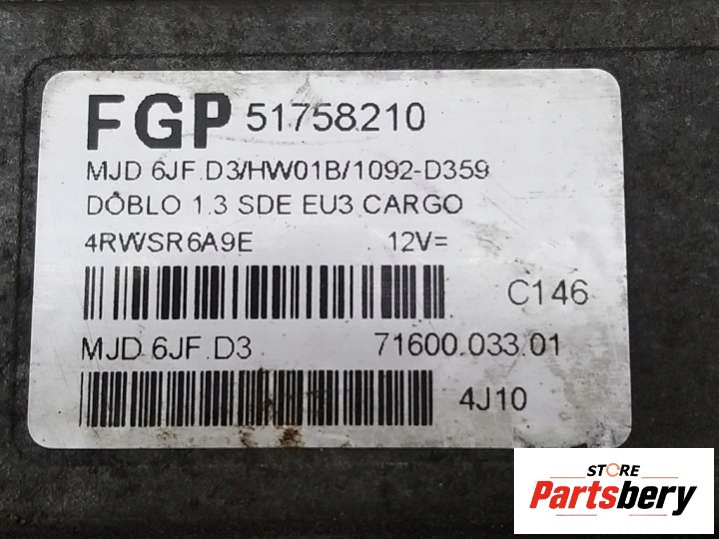 FGP 51758210
MJD 6JF.D3/HW01B/1092-D359
DOBLO 1.3 SDE EU3 CARGO
4RWSR6A9E 12V=
C146
MJD 6JF.D3 71600.033.01
4J10
STORE
Partsbery